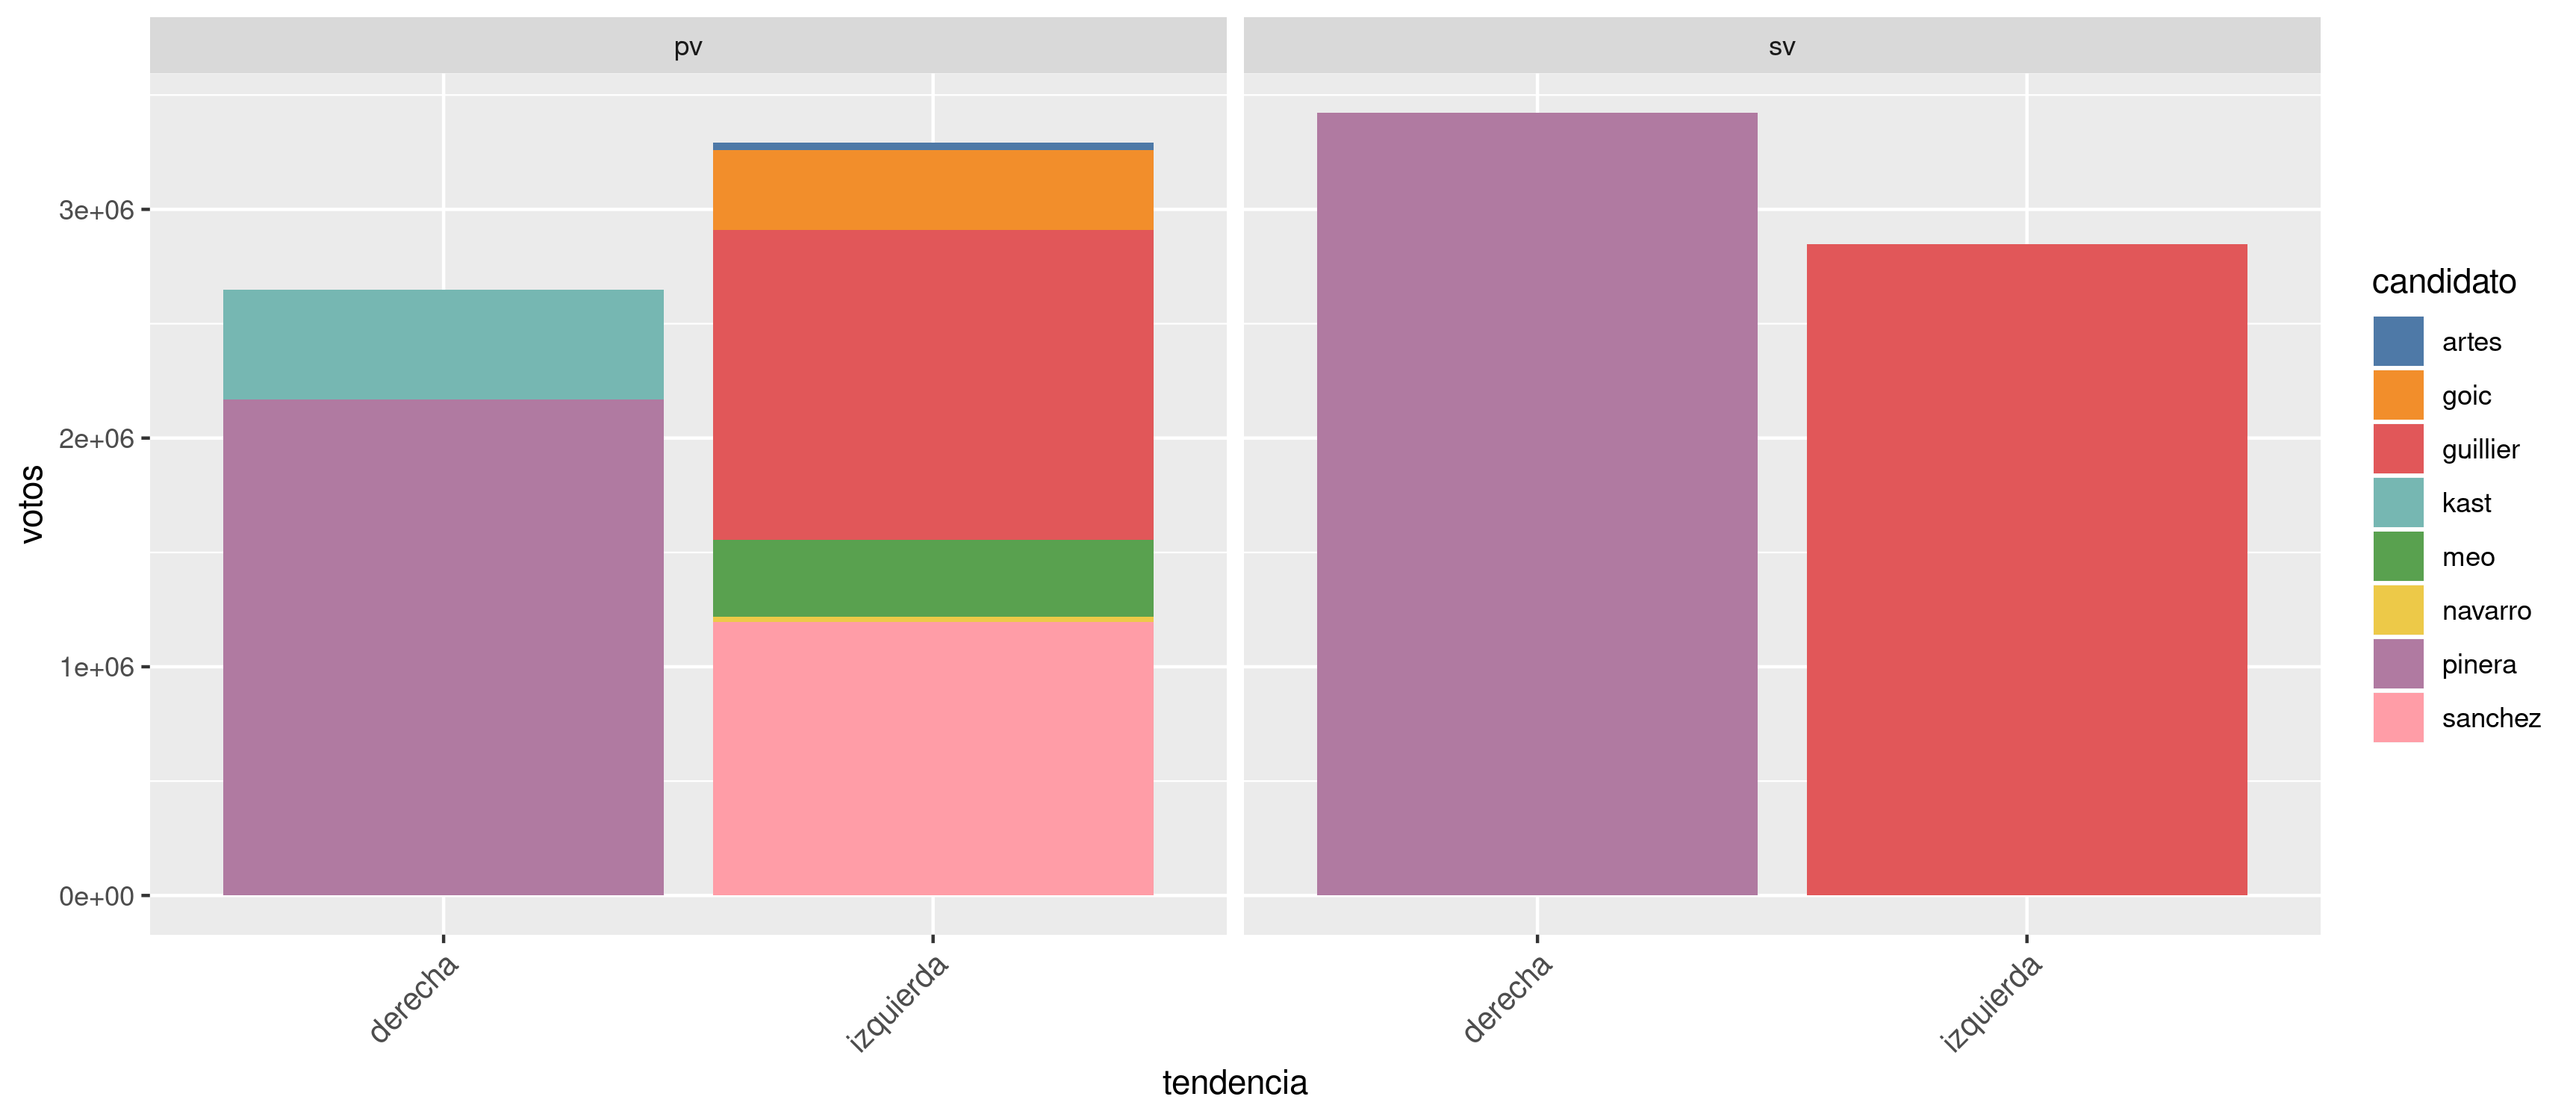 pv
sv
votos
3e+06
2e+06
1e+06
0e+00
derecha
izquierda
derecha
izquierda
tendencia
candidato
artes
goic
guillier
kast
meo
navarro
pinera
sanchez